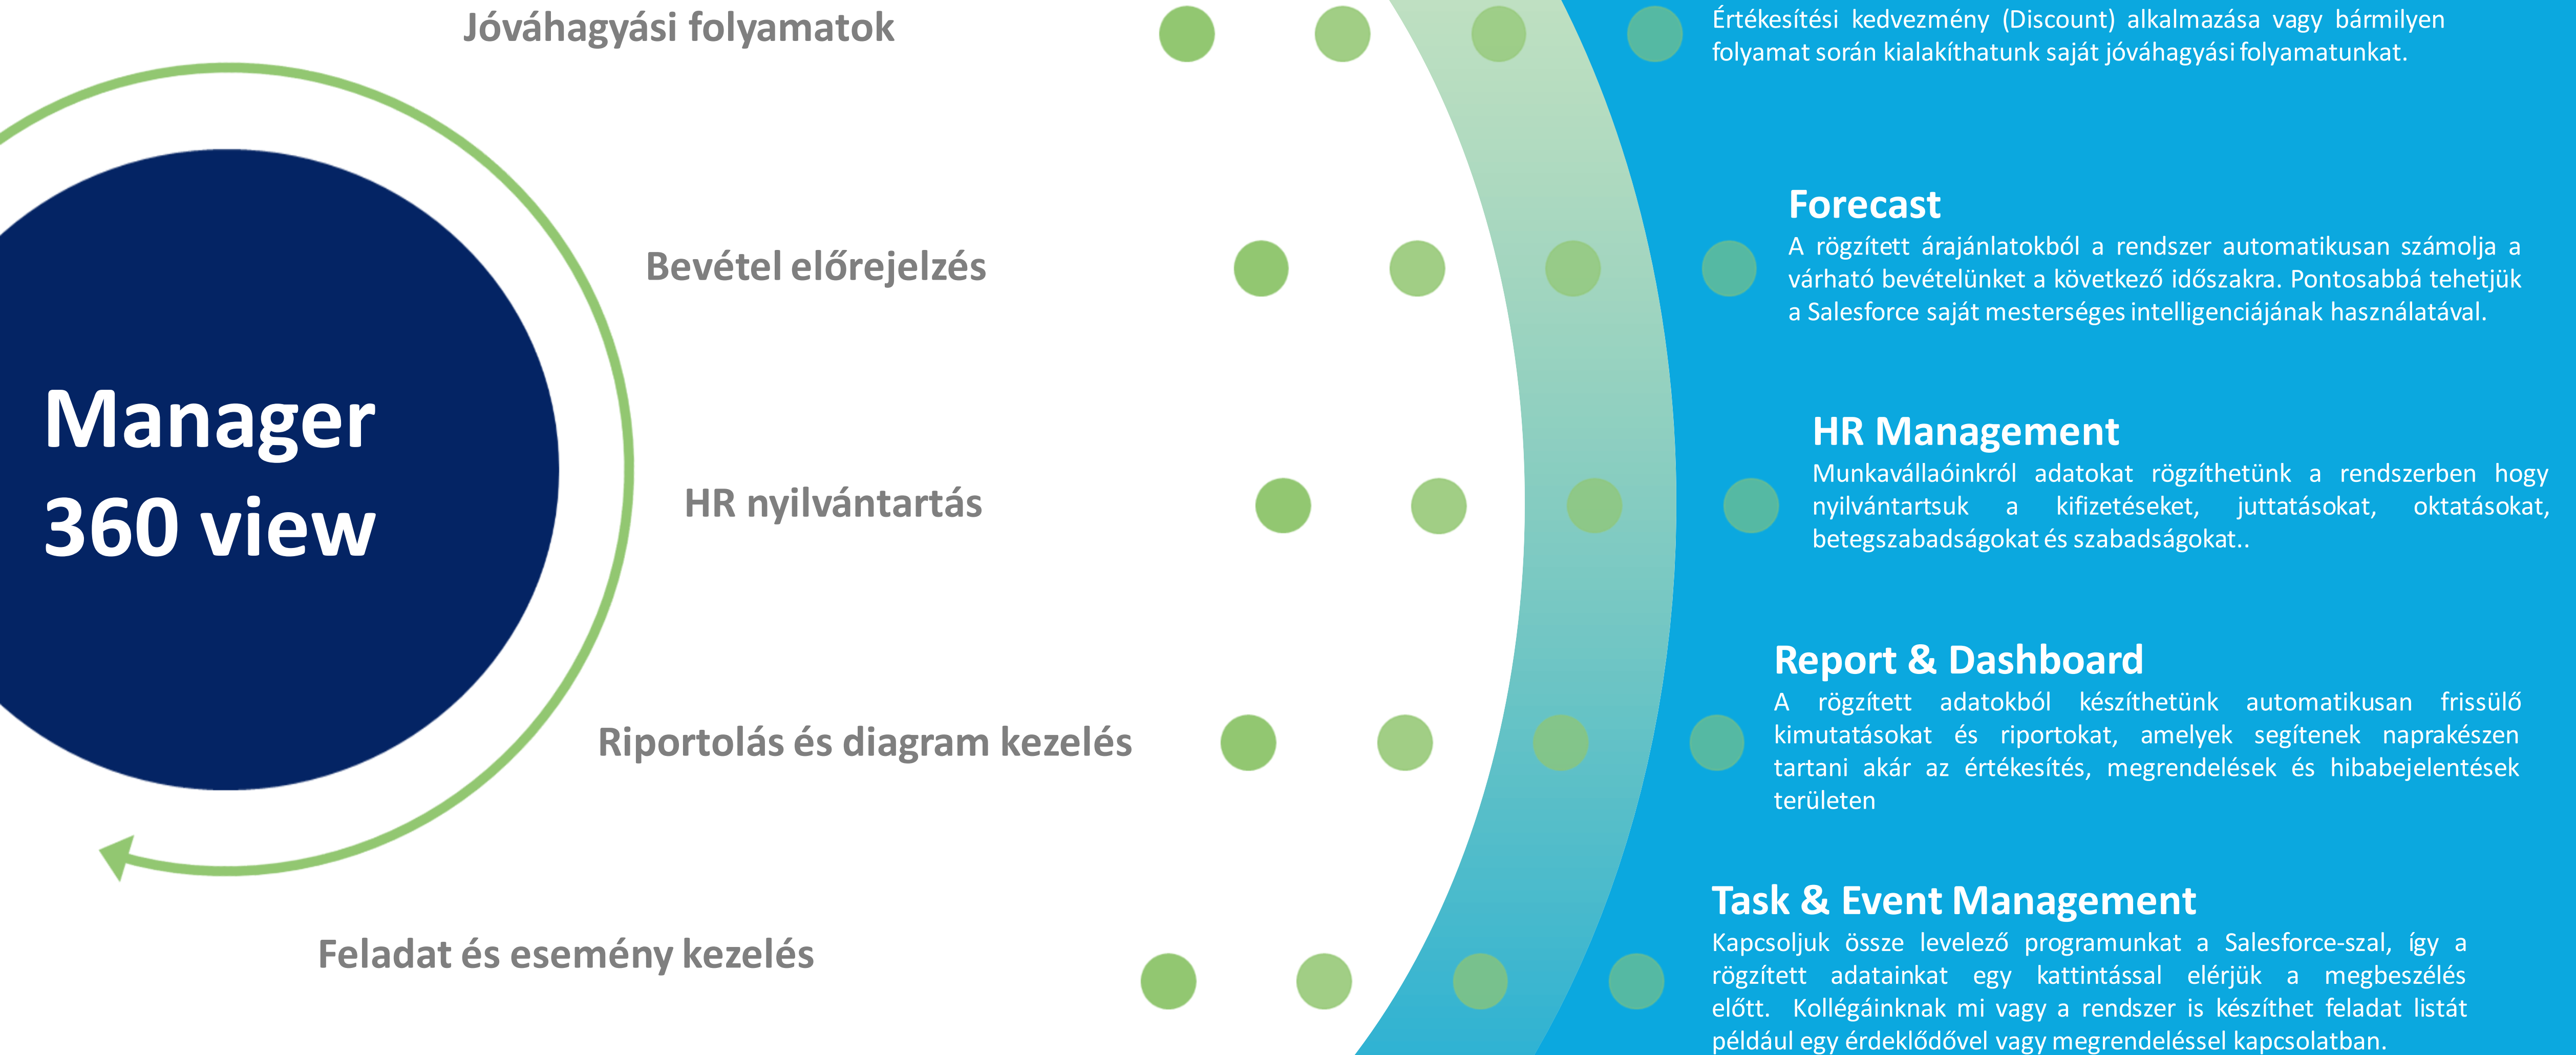 Jóváhagyási folyamatok
Értékesítési kedvezmény (Discount) alkalmazása vagy bármilyen
folyamat során kialakíthatunk saját jóváhagyási folyamatunkat.
Manager
360 view
Bevétel előrejelzés
Forecast
A rögzített árajánlatokból a rendszer automatikusan számolja a
várható bevételünket a következő időszakra. Pontosabbá tehetjük
a Salesforce saját mesterséges intelligenciájának használatával.
HR nyilvántartás
HR Management
Munkavállaóinkról adatokat rögzíthetünk a rendszerben hogy
nyilvántartsuk a kifizetéseket, juttatásokat, oktatásokat,
betegszabadságokat és szabadságokat..
Riportolás és diagram kezelés
Report & Dashboard
A rögzített adatokból készíthetünk automatikusan frissülő
kimutatásokat és riportokat, amelyek segítenek naprakészen
tartani akár az értékesítés, megrendelések és hibabejelentések
területen
Feladat és esemény kezelés
Task & Event Management
Kapcsoljuk össze levelező programunkat a Salesforce-szal, így a
rögzített adatainkat egy kattintással elérjük a megbeszélés
előtt. Kollégáinknak mi vagy a rendszer is készíthet feladat listát
például egy érdeklődővel vagy megrendeléssel kapcsolatban.